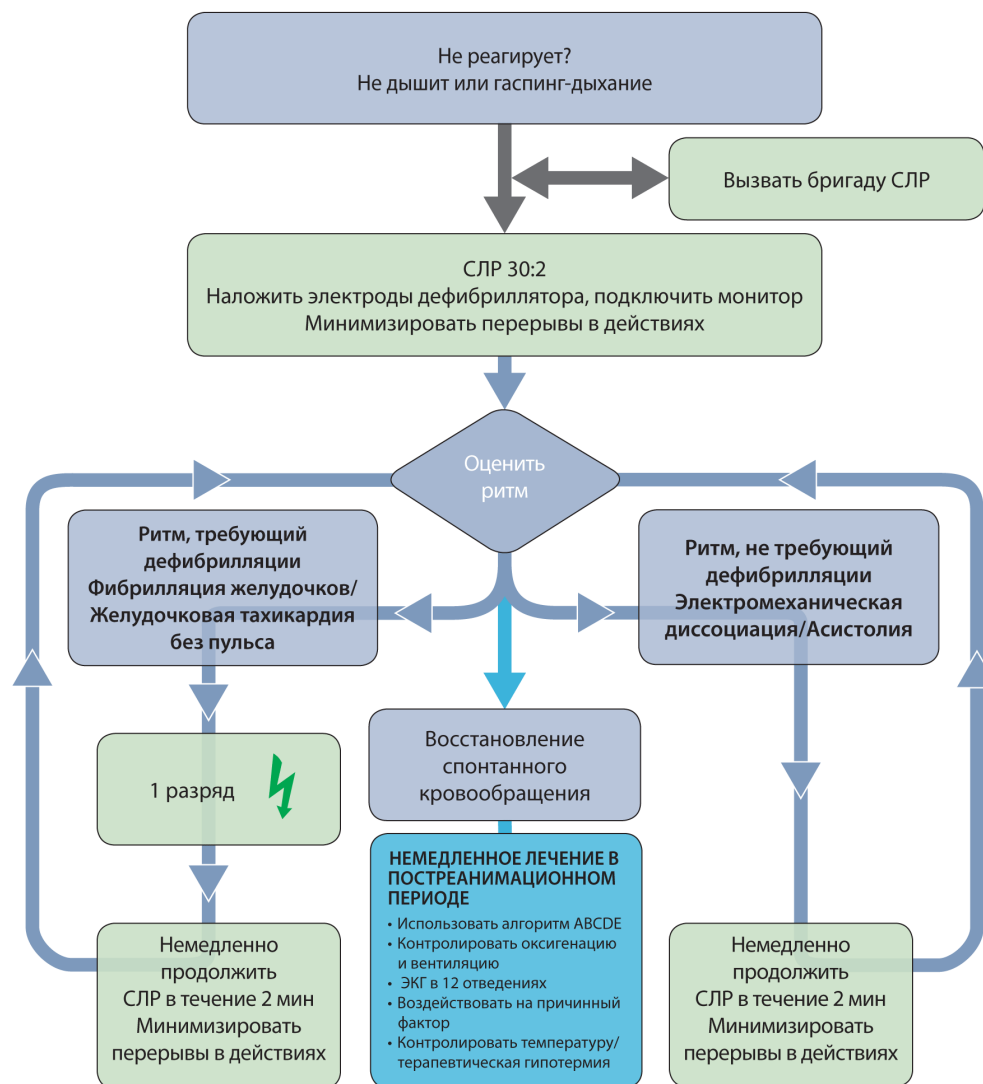 Не реагирует?
Не дышит или гаспинг-дыхание
Вызвать бригаду СЛР
СЛР 30:2
Наложить электроды дефибриллятора, подключить монитор
Минимизировать перерывы в действиях
Оценить
ритм
Ритм, требующий
дефибрилляции
Фибрилляция желудочков/
Желудочковая тахикардия
без пульса
Ритм, не требующий
дефибрилляции
Электромеханическая
диссоциация/Асистолия
1 разряд
Восстановление
спонтанного
кровообращения
Немедленно
продолжить
СЛР в течение 2 мин
Минимизировать
перерывы в действиях
НЕМЕДЛЕННОЕ ЛЕЧЕНИЕ В
ПОСТРЕАНИМАЦИОННОМ
ПЕРИОДЕ
• Использовать алгоритм ABCDE
• Контролировать оксигенацию
и вентиляцию
• ЭКГ в 12 отведениях
• Воздействовать на причинный
фактор
• Контролировать температуру/
терапевтическая гипотермия
Немедленно
продолжить
СЛР в течение 2 мин
Минимизировать
перерывы в действиях